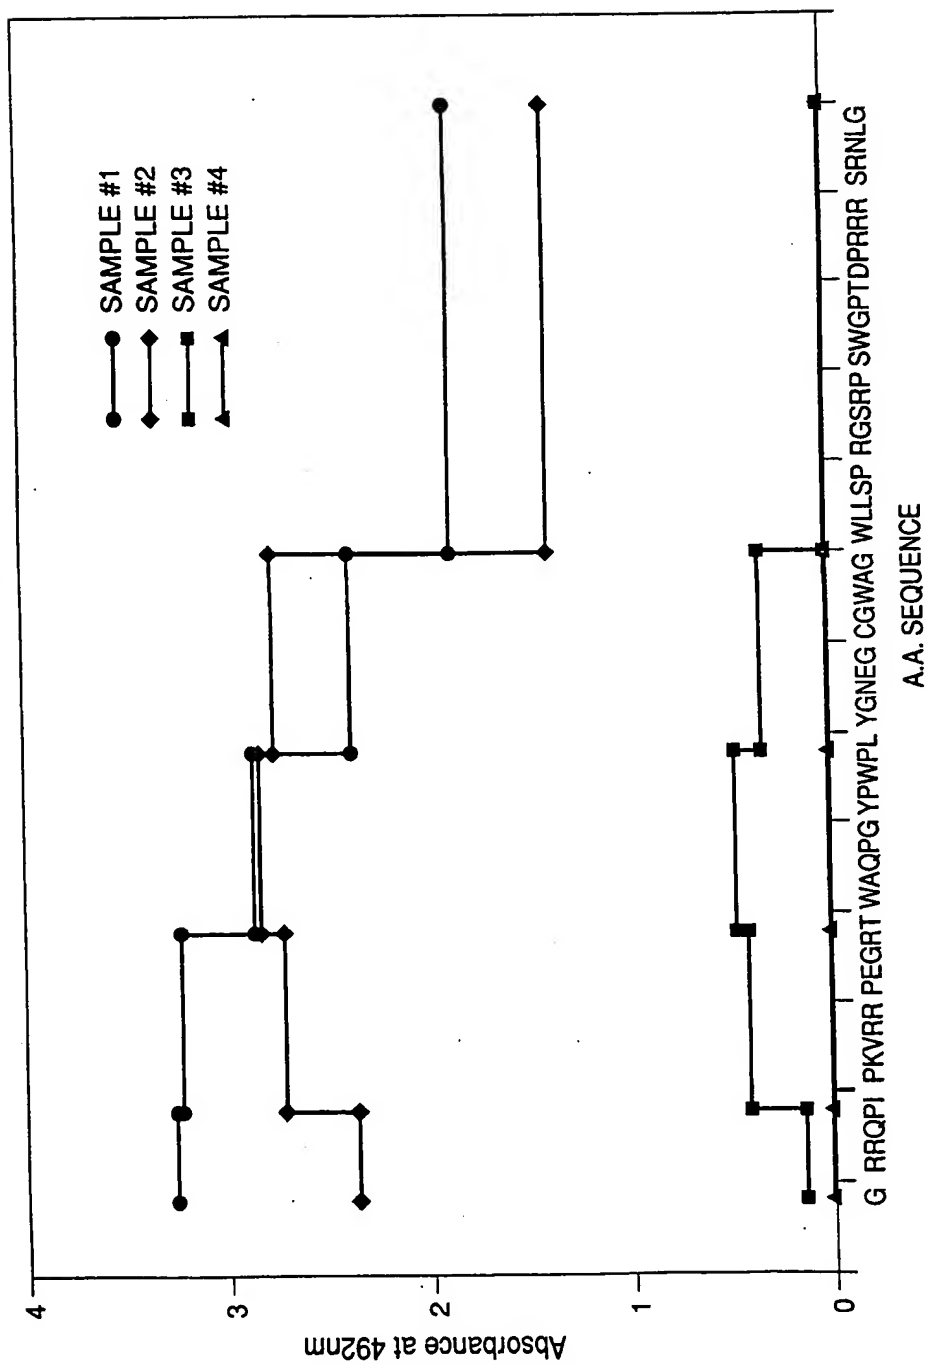 SAMPLE #1
SAMPLE #2
SAMPLE #3
SAMPLE #4
Absorbance at 492nm
4
3
2
1
0
G RRQPI PKVRR PEGRT WAQPG YPWPL YGNEG CGWAG WLLSP RGSRP SWGPTDPRRR SRNLG
A.A. SEQUENCE